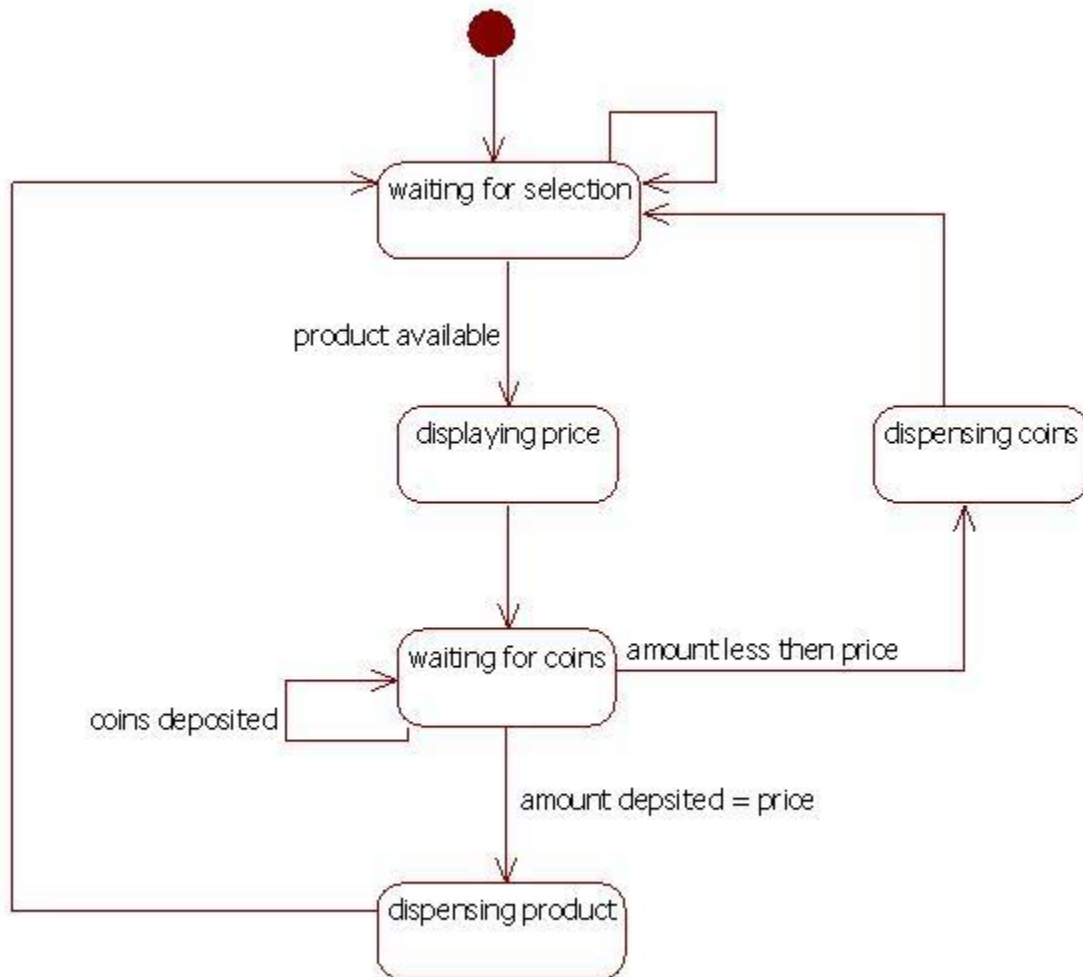 waiting for selection
product available
displaying price
dispensing coins
waiting for coins
amount less then price
coins deposited
amount depsited = price
dispensing product